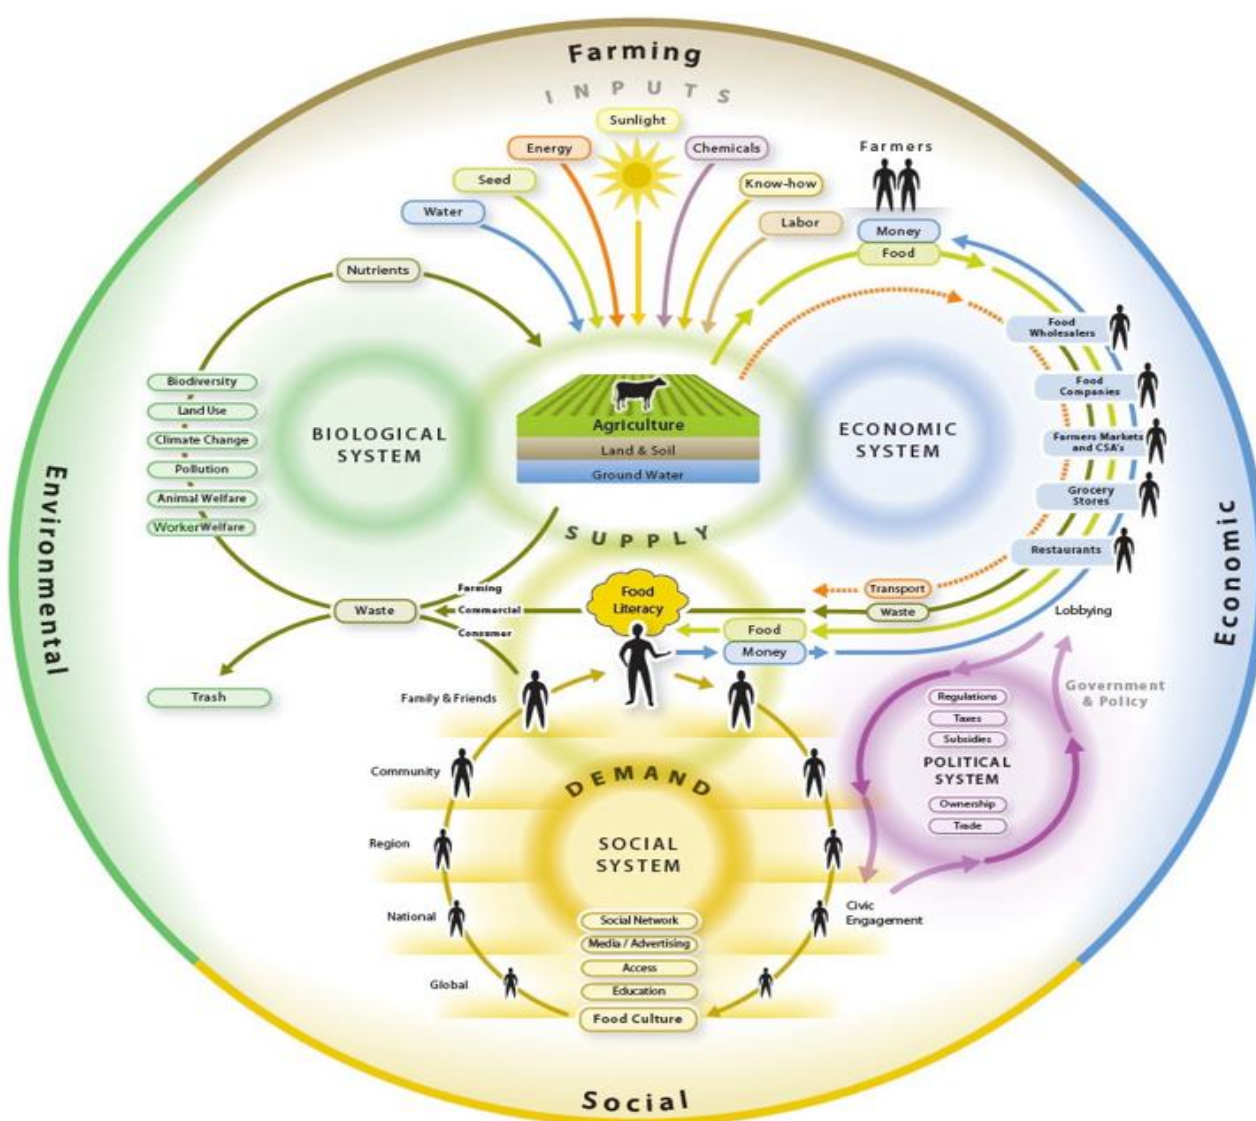 Farming
INPUTS
Sunlight
Energy
Chemicals
Seed
Know-how
Water
Labor
Farmers
Money
Food
Nutrients
Food
Wholesalers
Food
Companies
Farmers Markets
and CSA's
Grocery
Stores
Restaurants
Biodiversity
Land Use
Climate Change
Pollution
Animal Welfare
Worker Welfare
BIOLOGICAL
SYSTEM
Agriculture
Land & Soil
Ground Water
ECONOMIC
SYSTEM
SUPPLY
Environmental
Economic
Farming
Commercial
Consumer
Waste
Trash
Food
Literacy
Transport
Waste
Food
Money
Lobbying
Government
& Policy
Regulations
Taxes
Subsidies
POLITICAL
SYSTEM
Ownership
Trade
Civic
Engagement
Family & Friends
Community
Region
National
Global
DEMAND
SOCIAL
SYSTEM
Social Network
Media / Advertising
Access
Education
Food Culture
Social